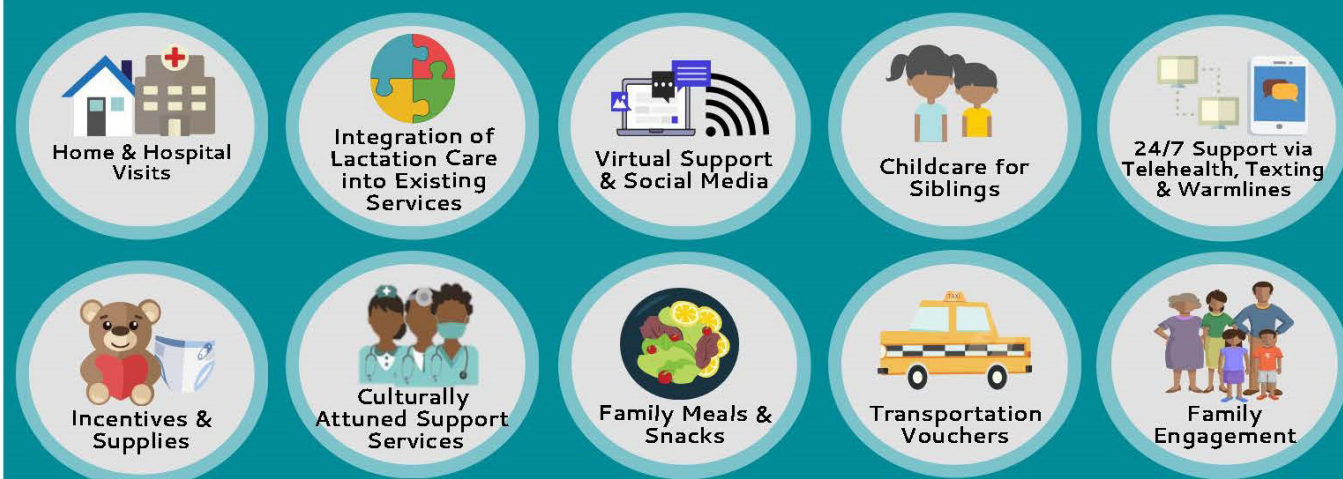 Home & Hospital
Visits
Integration of
Lactation Care
into Existing
Services
Virtual Support
& Social Media
Childcare for
Siblings
24/7 Support via
Telehealth, Texting
& Warmlines
Incentives &
Supplies
Culturally
Attuned Support
Services
Family Meals &
Snacks
TAXI
Transportation
Vouchers
Family
Engagement